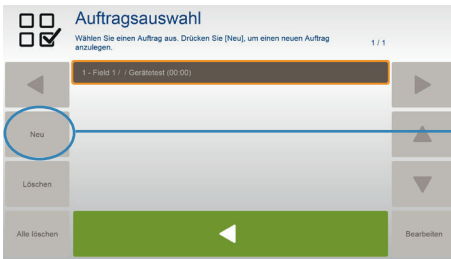 Auftragsauswahl
Wählen Sie einen Auftrag aus. Drücken Sie [Neu], um einen neuen Auftrag
anzulegen.
1 / 1
1 - Field 1 / / Gerätetest (00:00)
Neu
Löschen
Alle löschen
Bearbeiten